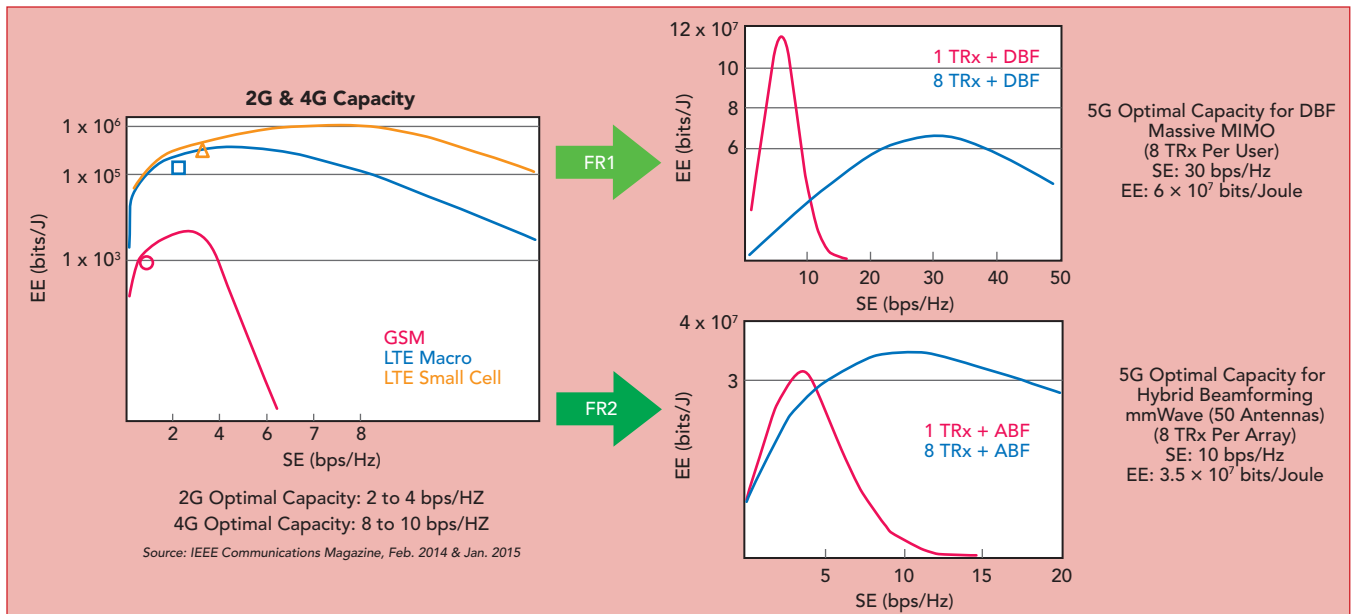 2G & 4G Capacity
EE (bits/J)
1 x 10⁶
1 x 10⁵
1 x 10³
GSM
LTE Macro
LTE Small Cell
2 4 6 7 8
SE (bps/Hz)
2G Optimal Capacity: 2 to 4 bps/HZ
4G Optimal Capacity: 8 to 10 bps/HZ
Source: IEEE Communications Magazine, Feb. 2014 & Jan. 2015
FR1
FR2
12 x 10⁷
10
8
6
EE (bits/J)
1 TRx + DBF
8 TRx + DBF
10 20 30 40 50
SE (bps/Hz)
5G Optimal Capacity for DBF
Massive MIMO
(8 TRx Per User)
SE: 30 bps/Hz
EE: 6 × 10⁷ bits/Joule
4 x 10⁷
3
EE (bits/J)
1 TRx + ABF
8 TRx + ABF
5 10 15 20
SE (bps/Hz)
5G Optimal Capacity for
Hybrid Beamforming
mmWave (50 Antennas)
(8 TRx Per Array)
SE: 10 bps/Hz
EE: 3.5 × 10⁷ bits/Joule